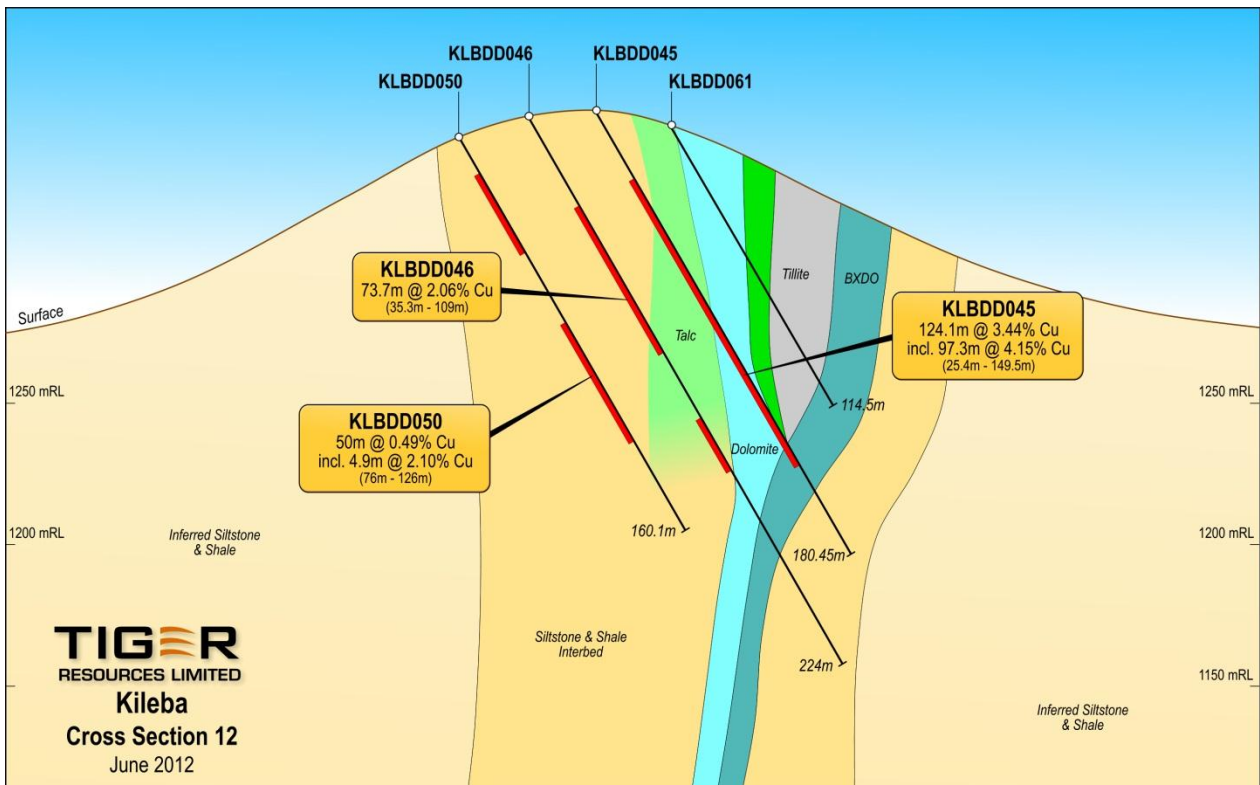 KLBDD046
KLBDD045
KLBDD050
KLBDD061
Tillite
BXDO
KLBDD046
73.7m @ 2.06% Cu
(35.3m - 109m)
KLBDD045
124.1m @ 3.44% Cu
incl. 97.3m @ 4.15% Cu
(25.4m - 149.5m)
Surface
Talc
1250 mRL
1250 mRL
114.5m
KLBDD050
50m @ 0.49% Cu
incl. 4.9m @ 2.10% Cu
(76m - 126m)
Dolomite
1200 mRL
Inferred Siltstone
& Shale
160.1m
180.45m
1200 mRL
TIGER
RESOURCES LIMITED
Kileba
Cross Section 12
June 2012
Siltstone & Shale
Interbed
224m
1150 mRL
Inferred Siltstone
& Shale